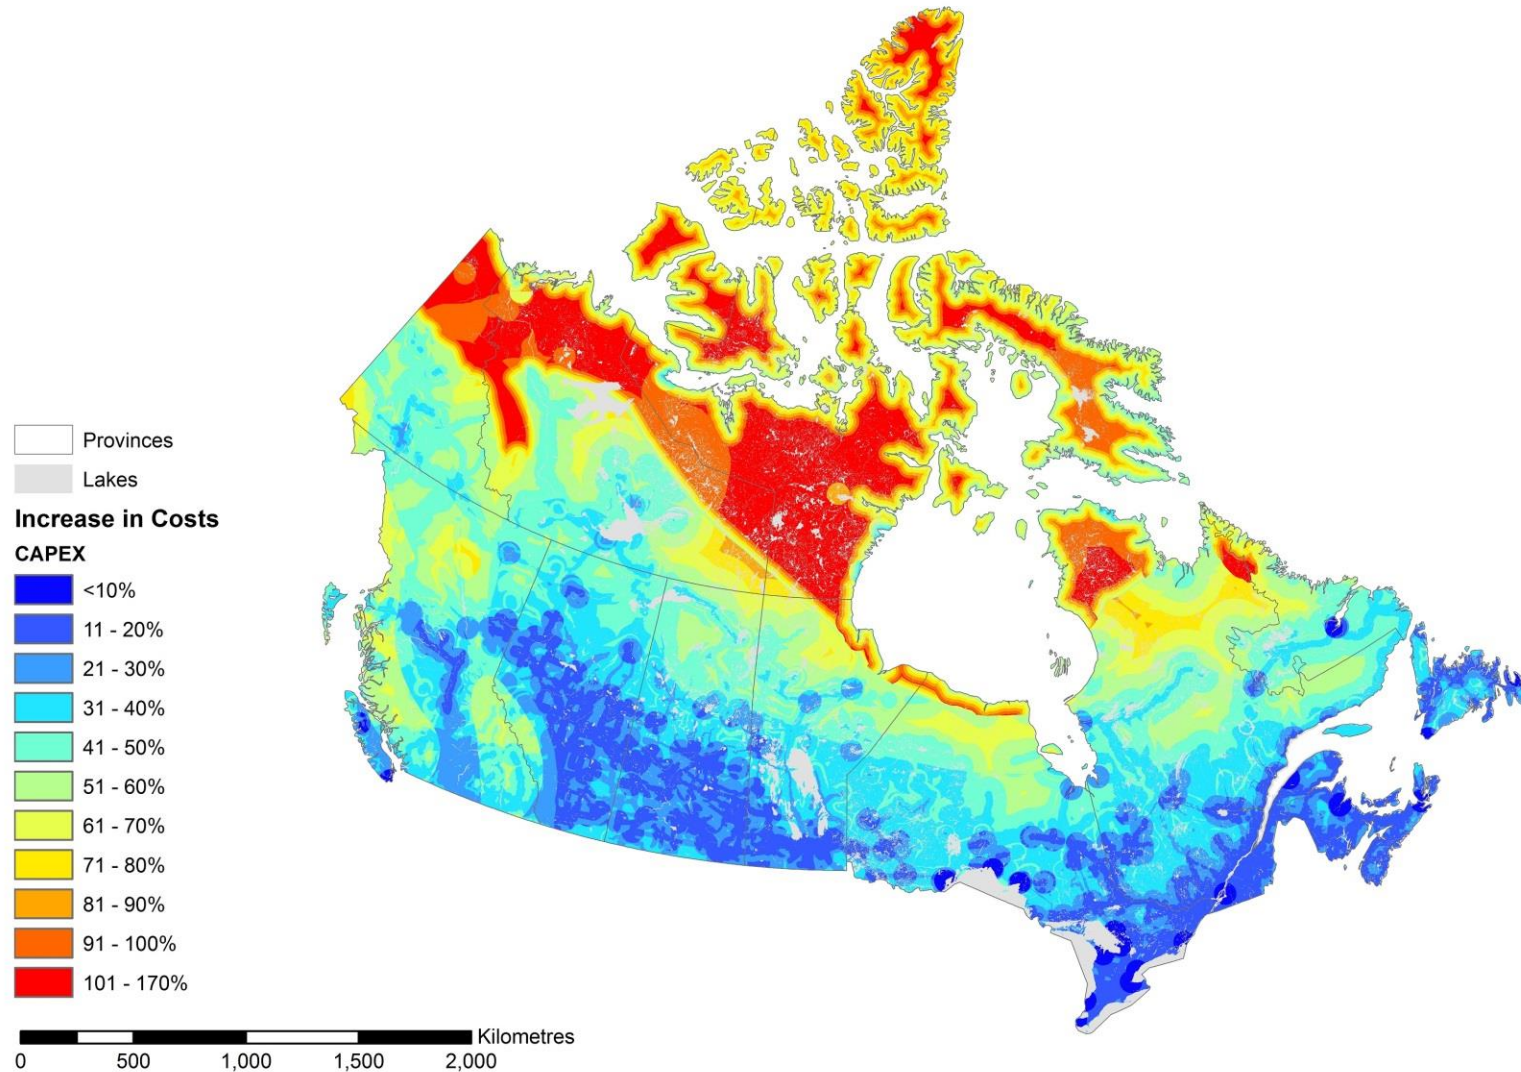 Provinces
Lakes
Increase in Costs
CAPEX
<10%
11 - 20%
21 - 30%
31 - 40%
41 - 50%
51 - 60%
61 - 70%
71 - 80%
81 - 90%
91 - 100%
101 - 170%
Kilometres
0 500 1,000 1,500 2,000